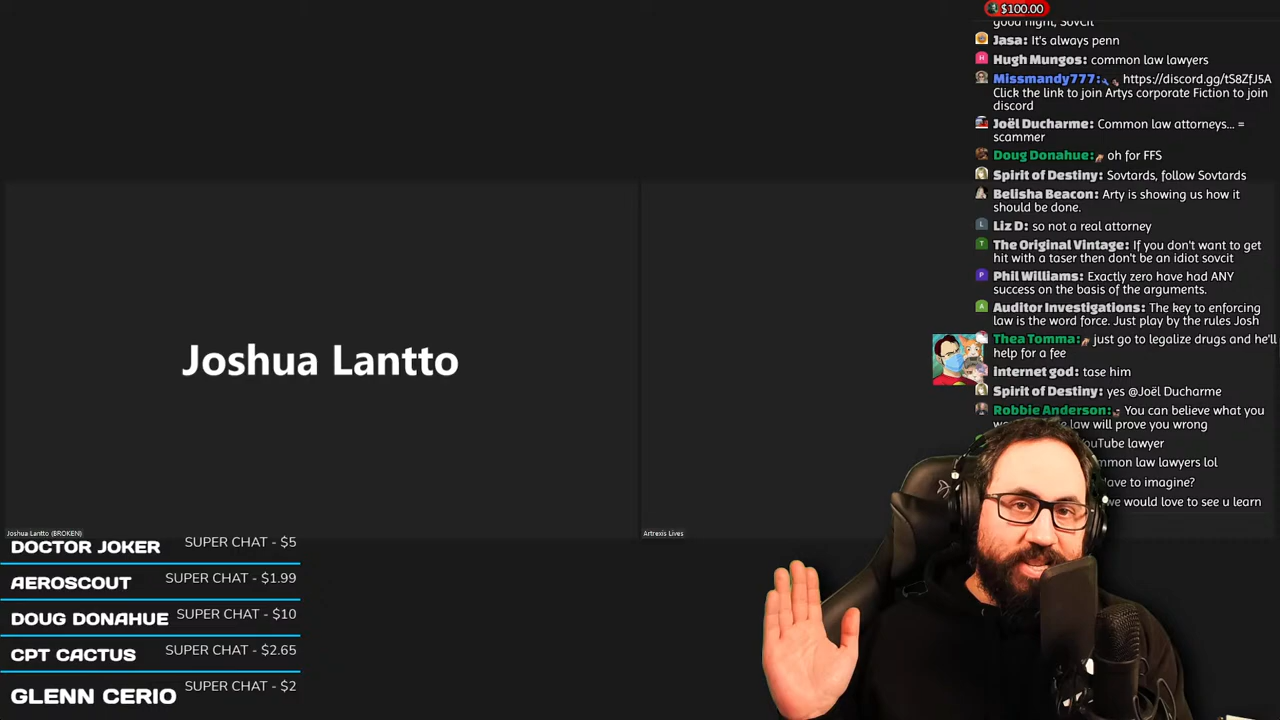 $100.00
good night, SovCit
Jasa: It's always penn
Hugh Mungos: common law lawyers
Missmandy777: https://discord.gg/tS8ZfJ5A
Click the link to join Artys corporate Fiction to join
discord
Joël Ducharme: Common law attorneys... =
scammer
Doug Donahue: oh for FFS
Spirit of Destiny: Sovtards, follow Sovtards
Belisha Beacon: Arty is showing us how it
should be done.
Liz D: so not a real attorney
The Original Vintage: If you don't want to get
hit with a taser then don't be an idiot sovcit
Phil Williams: Exactly zero have had ANY
success on the basis of the arguments.
Auditor Investigations: The key to enforcing
law is the word force. Just play by the rules Josh
Thea Tomma: just go to legalize drugs and he'll
help for a fee
internet god: tase him
Spirit of Destiny: yes @Joël Ducharme
Robbie Anderson: You can believe what you
law will prove you wrong
YouTube lawyer
common law lawyers lol
have to imagine?
we would love to see u learn
Joshua Lantto
Joshua Lantto (BROKEN)
Artrexis Lives
DOCTOR JOKER SUPER CHAT - $5
AEROSCOUT SUPER CHAT - $1.99
DOUG DONAHUE SUPER CHAT - $10
CPT CACTUS SUPER CHAT - $2.65
GLENN CERIO SUPER CHAT - $2